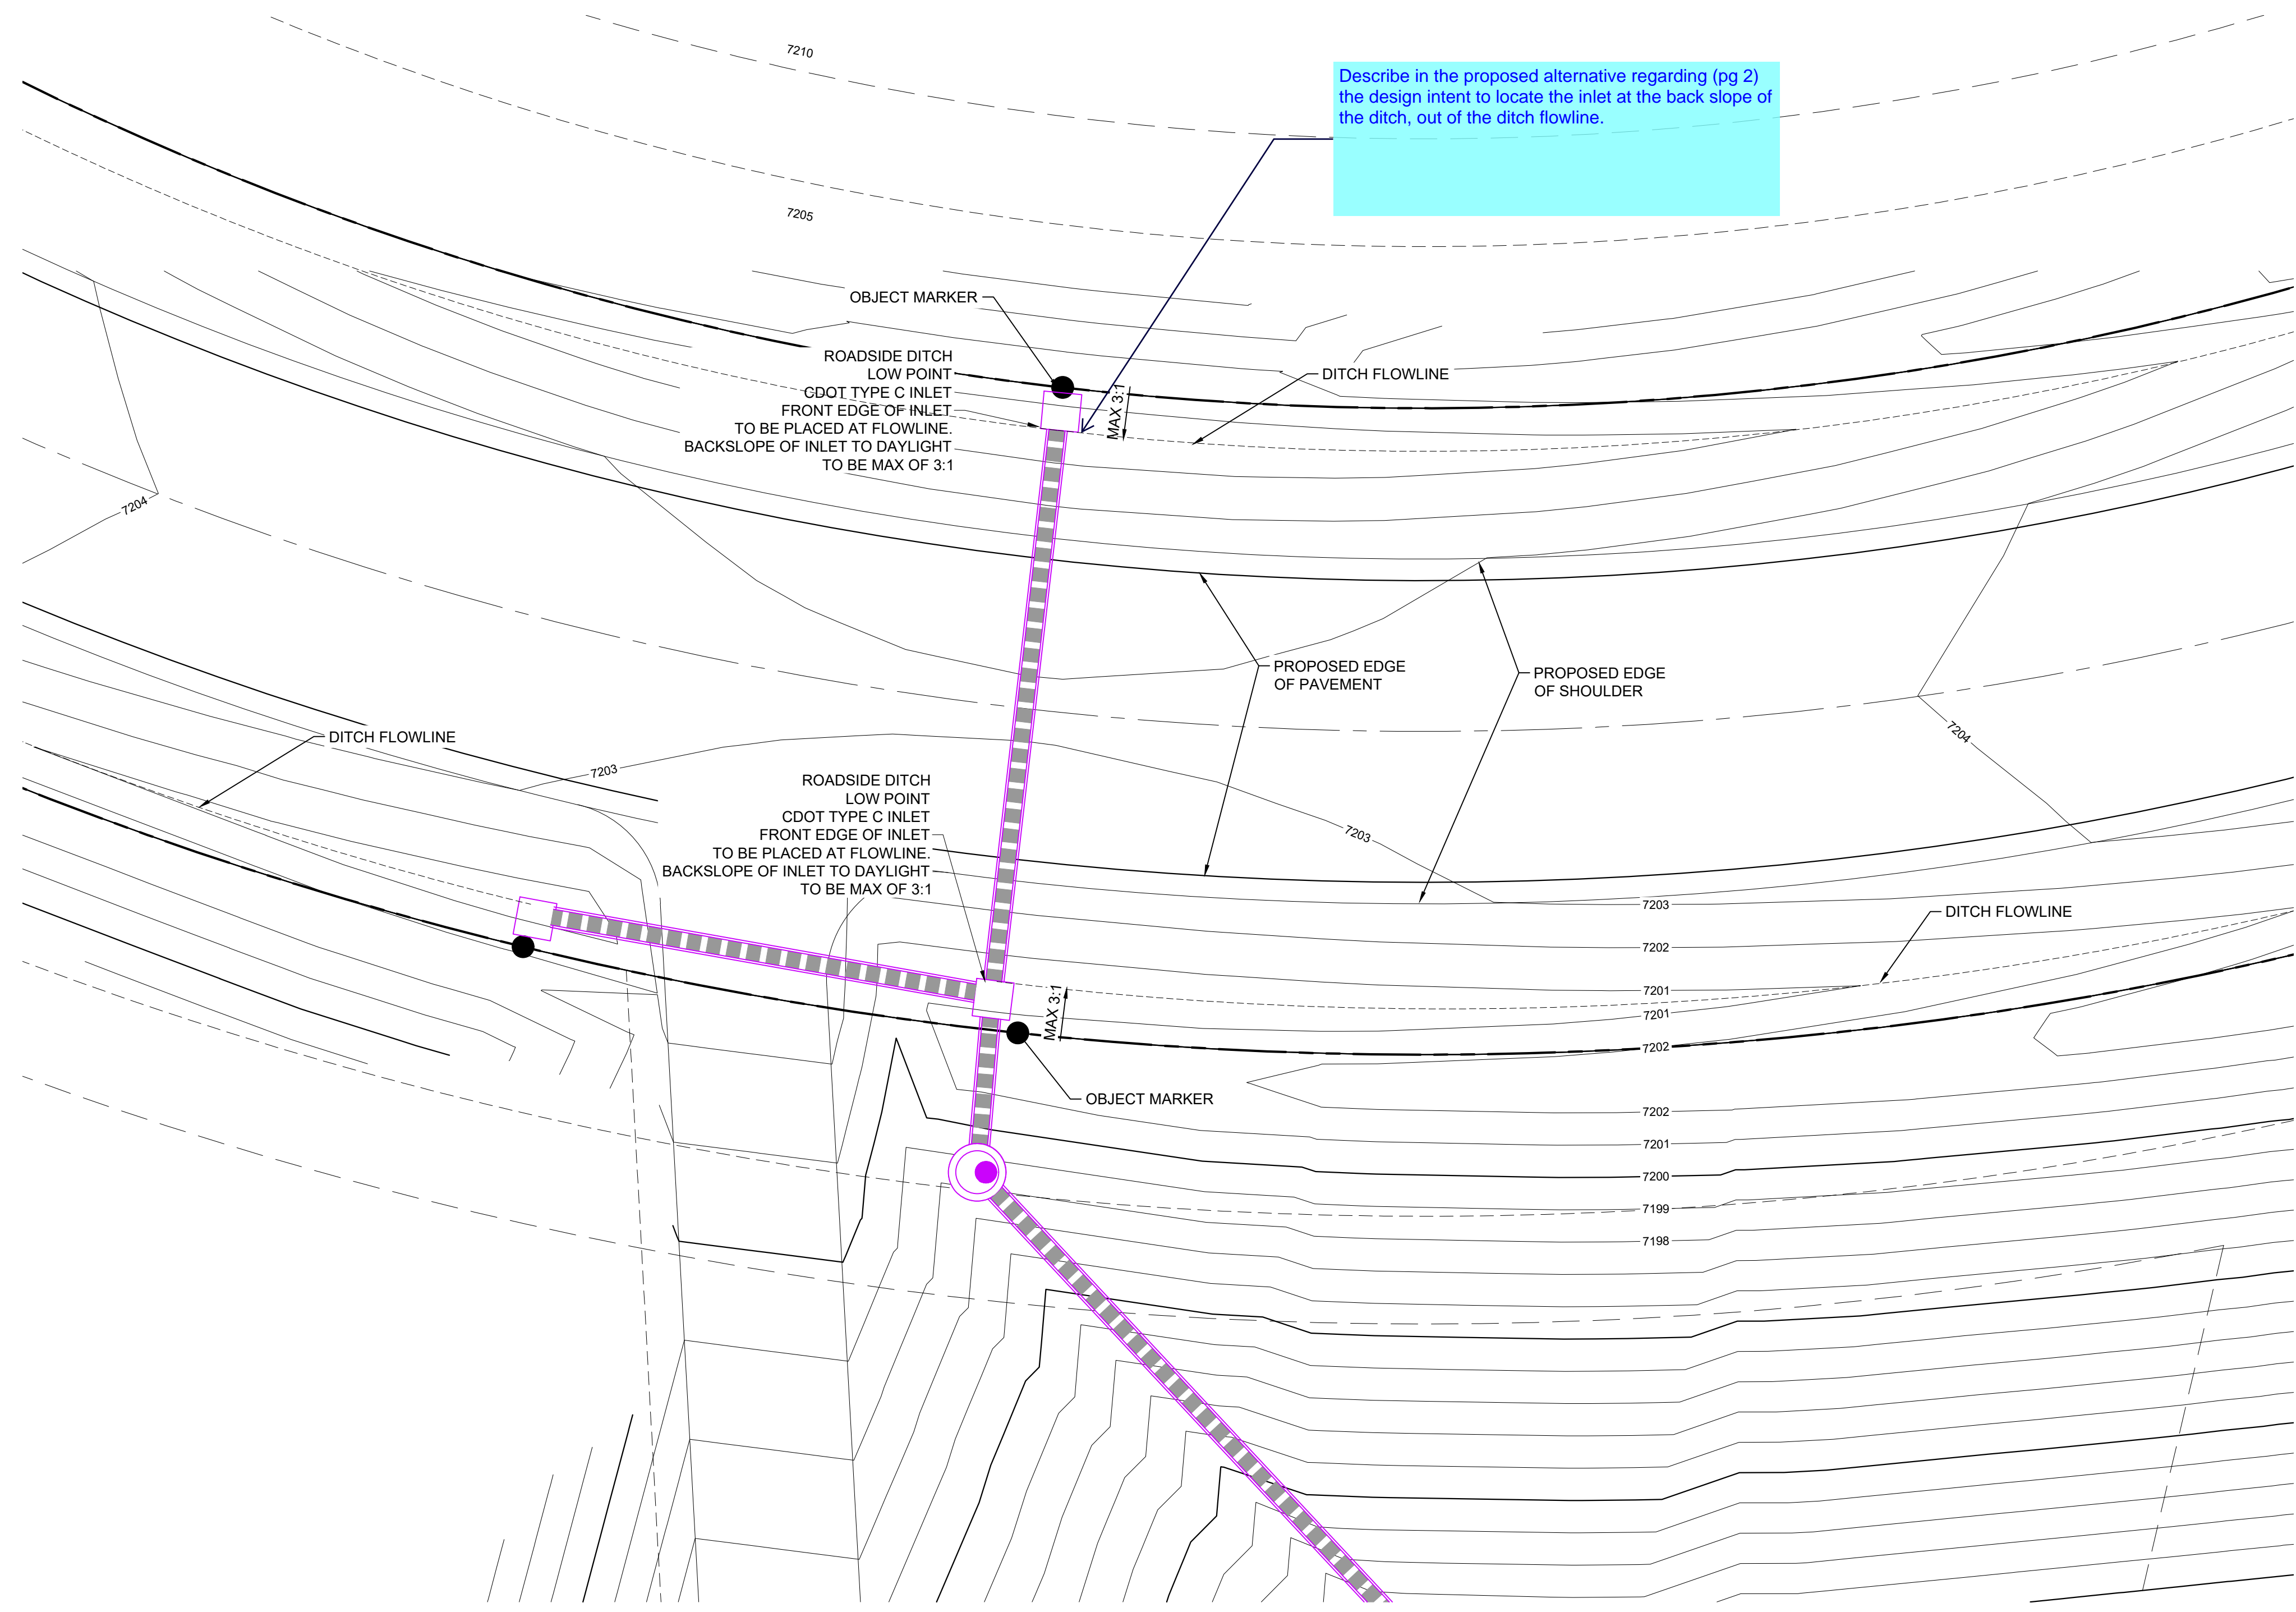 7210
Describe in the proposed alternative regarding (pg 2)
the design intent to locate the inlet at the back slope of
the ditch, out of the ditch flowline.
7205
OBJECT MARKER
ROADSIDE DITCH
LOW POINT
CDOT TYPE C INLET
FRONT EDGE OF INLET
TO BE PLACED AT FLOWLINE.
BACKSLOPE OF INLET TO DAYLIGHT
TO BE MAX OF 3:1
MAX 3:1
DITCH FLOWLINE
7204
PROPOSED EDGE
OF PAVEMENT
PROPOSED EDGE
OF SHOULDER
7204
DITCH FLOWLINE
7203
ROADSIDE DITCH
LOW POINT
CDOT TYPE C INLET
FRONT EDGE OF INLET
TO BE PLACED AT FLOWLINE.
BACKSLOPE OF INLET TO DAYLIGHT
TO BE MAX OF 3:1
7203
7203
DITCH FLOWLINE
7202
7201
MAX 3:1
7201
7202
OBJECT MARKER
7202
7201
7200
7199
7198